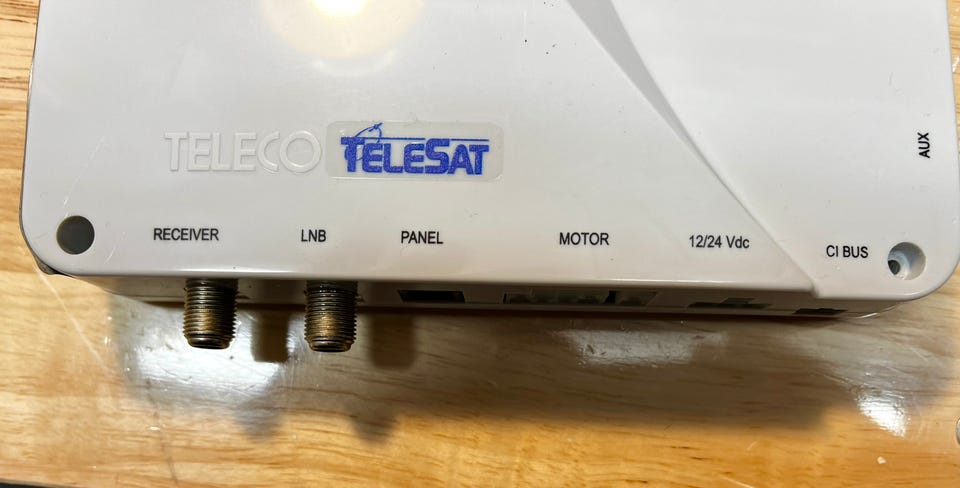 TELECO TELESAT
AUX
RECEIVER LNB PANEL MOTOR 12/24 Vdc CI BUS